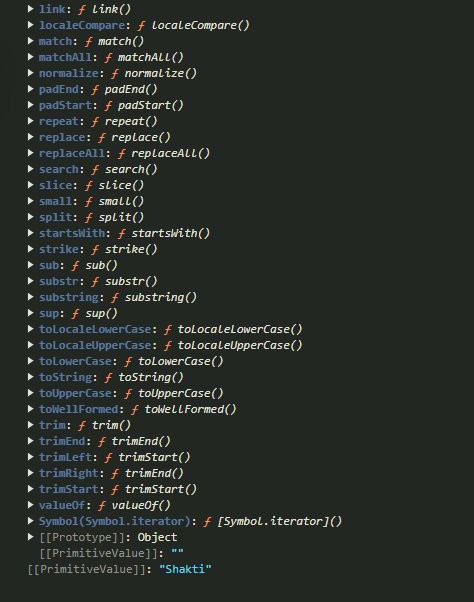 link: ƒ link()
localeCompare: ƒ localeCompare()
match: ƒ match()
matchAll: ƒ matchAll()
normalize: ƒ normalize()
padEnd: ƒ padEnd()
padStart: ƒ padStart()
repeat: ƒ repeat()
replace: ƒ replace()
replaceAll: ƒ replaceAll()
search: ƒ search()
slice: ƒ slice()
small: ƒ small()
split: ƒ split()
startsWith: ƒ startsWith()
strike: ƒ strike()
sub: ƒ sub()
substr: ƒ substr()
substring: ƒ substring()
sup: ƒ sup()
toLocaleLowerCase: ƒ toLocaleLowerCase()
toLocaleUpperCase: ƒ toLocaleUpperCase()
toLowerCase: ƒ toLowerCase()
toString: ƒ toString()
toUpperCase: ƒ toUpperCase()
toWellFormed: ƒ toWellFormed()
trim: ƒ trim()
trimEnd: ƒ trimEnd()
trimLeft: ƒ trimStart()
trimRight: ƒ trimEnd()
trimStart: ƒ trimStart()
valueOf: ƒ valueOf()
Symbol(Symbol.iterator): ƒ [Symbol.iterator]()
[[Prototype]]: Object
[[PrimitiveValue]]: ""
[[PrimitiveValue]]: "Shakti"